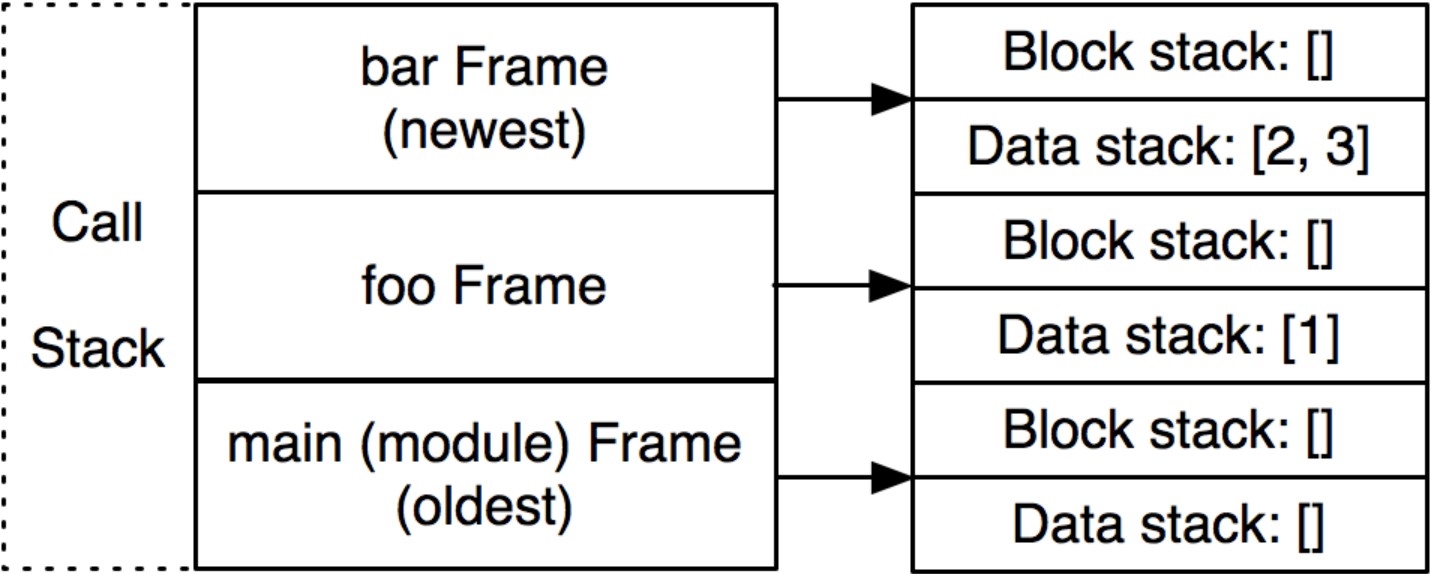 Call
Stack
bar Frame
(newest)
foo Frame
main (module) Frame
(oldest)
Block stack: []
Data stack: [2, 3]
Block stack: []
Data stack: [1]
Block stack: []
Data stack: []